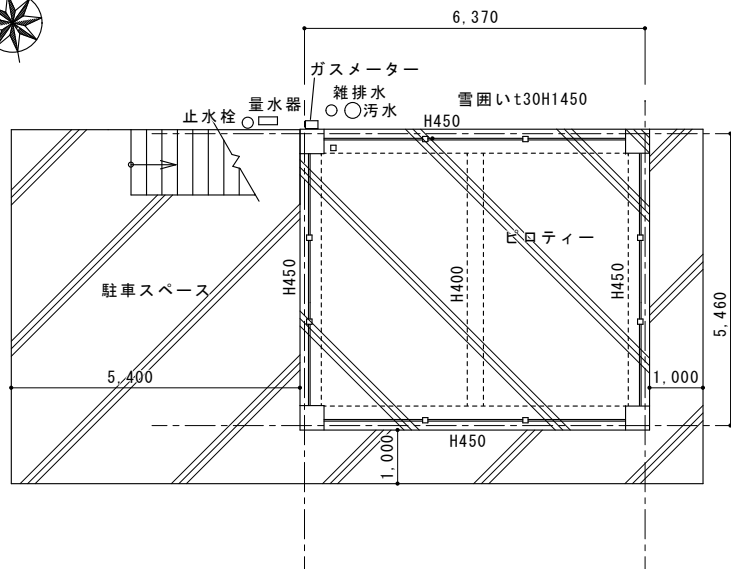 6,370
ガスメーター
雑排水
雪囲いt30H1450
量水器
止水栓
汚水
H450
ピロティー
H450
H400
H450
駐車スペース
5,460
5,400
1,000
1,000
H450